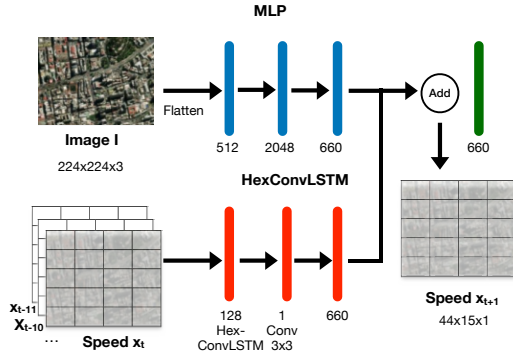 MLP
Flatten
Add
Image I
224x224x3
512
2048
660
660
HexConvLSTM
x_{t-11}
X_{t-10}
...
Speed x_t
128
Hex-
ConvLSTM
1
Conv
3x3
660
Speed x_{t+1}
44x15x1